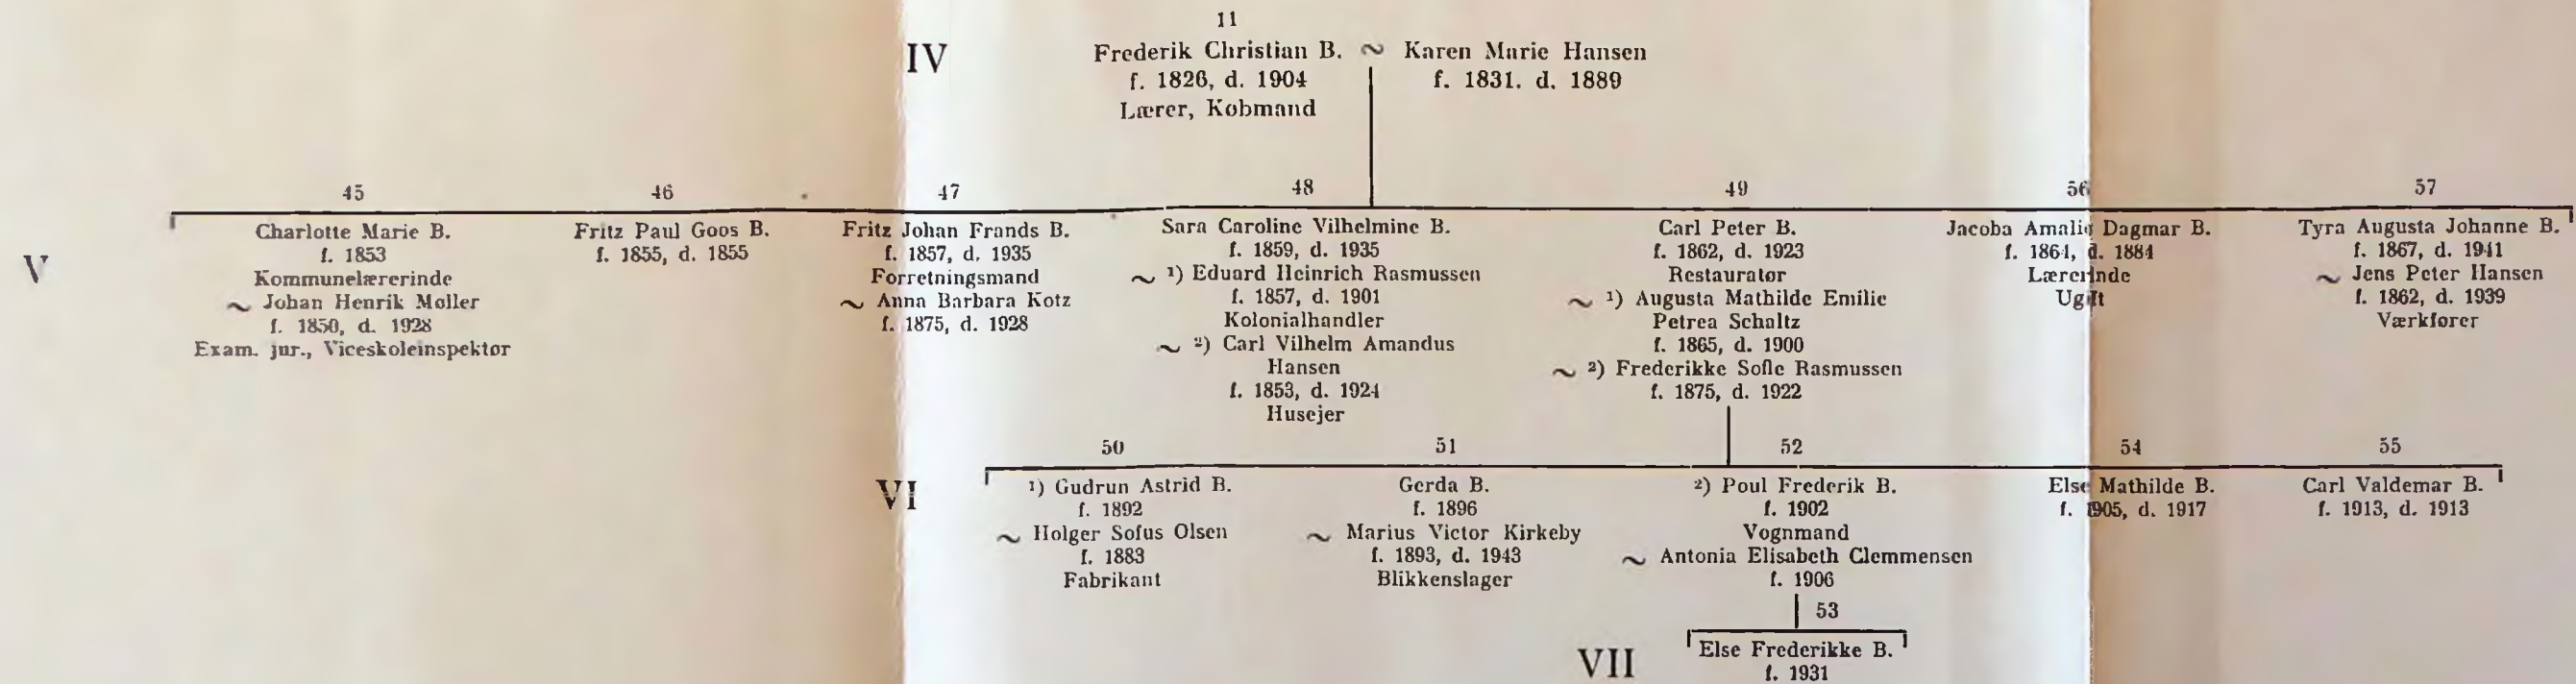 11
IV
Frederik Christian B. ~ Karen Marie Hansen
f. 1826, d. 1904
f. 1831. d. 1889
Lærer, Købmand
V
45
Charlotte Marie B.
f. 1853
Kommunelærerinde
~ Johan Henrik Møller
f. 1850, d. 1928
Exam. jur., Viceskoleinspektør
46
Fritz Paul Goos B.
f. 1855, d. 1855
47
Fritz Johan Frands B.
f. 1857, d. 1935
Forretningsmand
~ Anna Barbara Kotz
f. 1875, d. 1928
48
Sara Caroline Vilhelmine B.
f. 1859, d. 1935
~ 1) Eduard Heinrich Rasmussen
f. 1857, d. 1901
Kolonialhandler
~ 2) Carl Vilhelm Amandus
Hansen
f. 1853, d. 1924
Husejer
49
Carl Peter B.
f. 1862, d. 1923
Restauratør
~ 1) Augusta Mathilde Emilie
Petrea Schaltz
f. 1865, d. 1900
~ 2) Frederikke Sofie Rasmussen
f. 1875, d. 1922
56
Jacoba Amalie Dagmar B.
f. 1864, d. 1884
Lærerinde
Ugift
57
Tyra Augusta Johanne B.
f. 1867, d. 1941
~ Jens Peter Hansen
f. 1862, d. 1939
Værkfører
VI
50
1) Gudrun Astrid B.
f. 1892
~ Holger Sofus Olsen
f. 1883
Fabrikant
51
Gerda B.
f. 1896
~ Marius Victor Kirkeby
f. 1893, d. 1943
Blikkenslager
52
2) Poul Frederik B.
f. 1902
Vognmand
~ Antonia Elisabeth Clemmensen
f. 1906
54
Else Mathilde B.
f. 1905, d. 1917
55
Carl Valdemar B.
f. 1913, d. 1913
VII
53
Else Frederikke B.
f. 1931